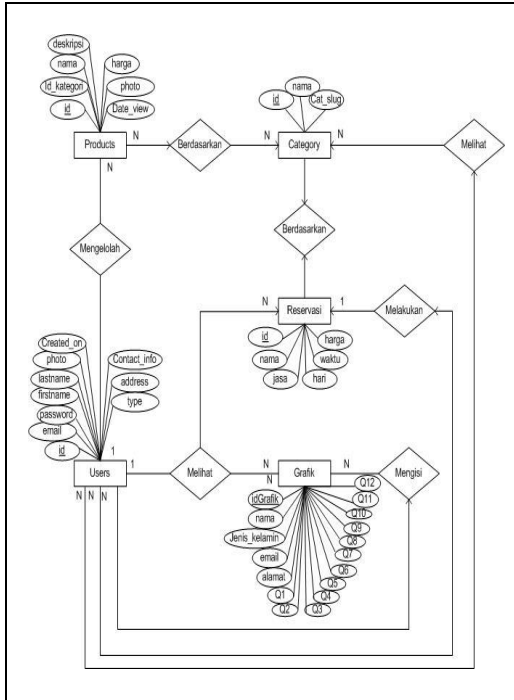 deskripsi
nama
harga
Id_kategori
photo
id
Date_view
Products
N
N
Berdasarkan
N
nama
id
Cat_slug
Category
N
Melihat
Mengelolah
Berdasarkan
N
Reservasi
1
Melakukan
id
harga
nama
waktu
jasa
hari
Created_on
photo
Contact_info
lastname
address
firstname
type
password
email
id
1
Users
1
N
N
N
Melihat
N
N
Grafik
N
Mengisi
idGrafik
nama
Jenis_kelamin
email
alamat
Q1
Q2
Q3
Q4
Q5
Q6
Q7
Q8
Q9
Q10
Q11
Q12